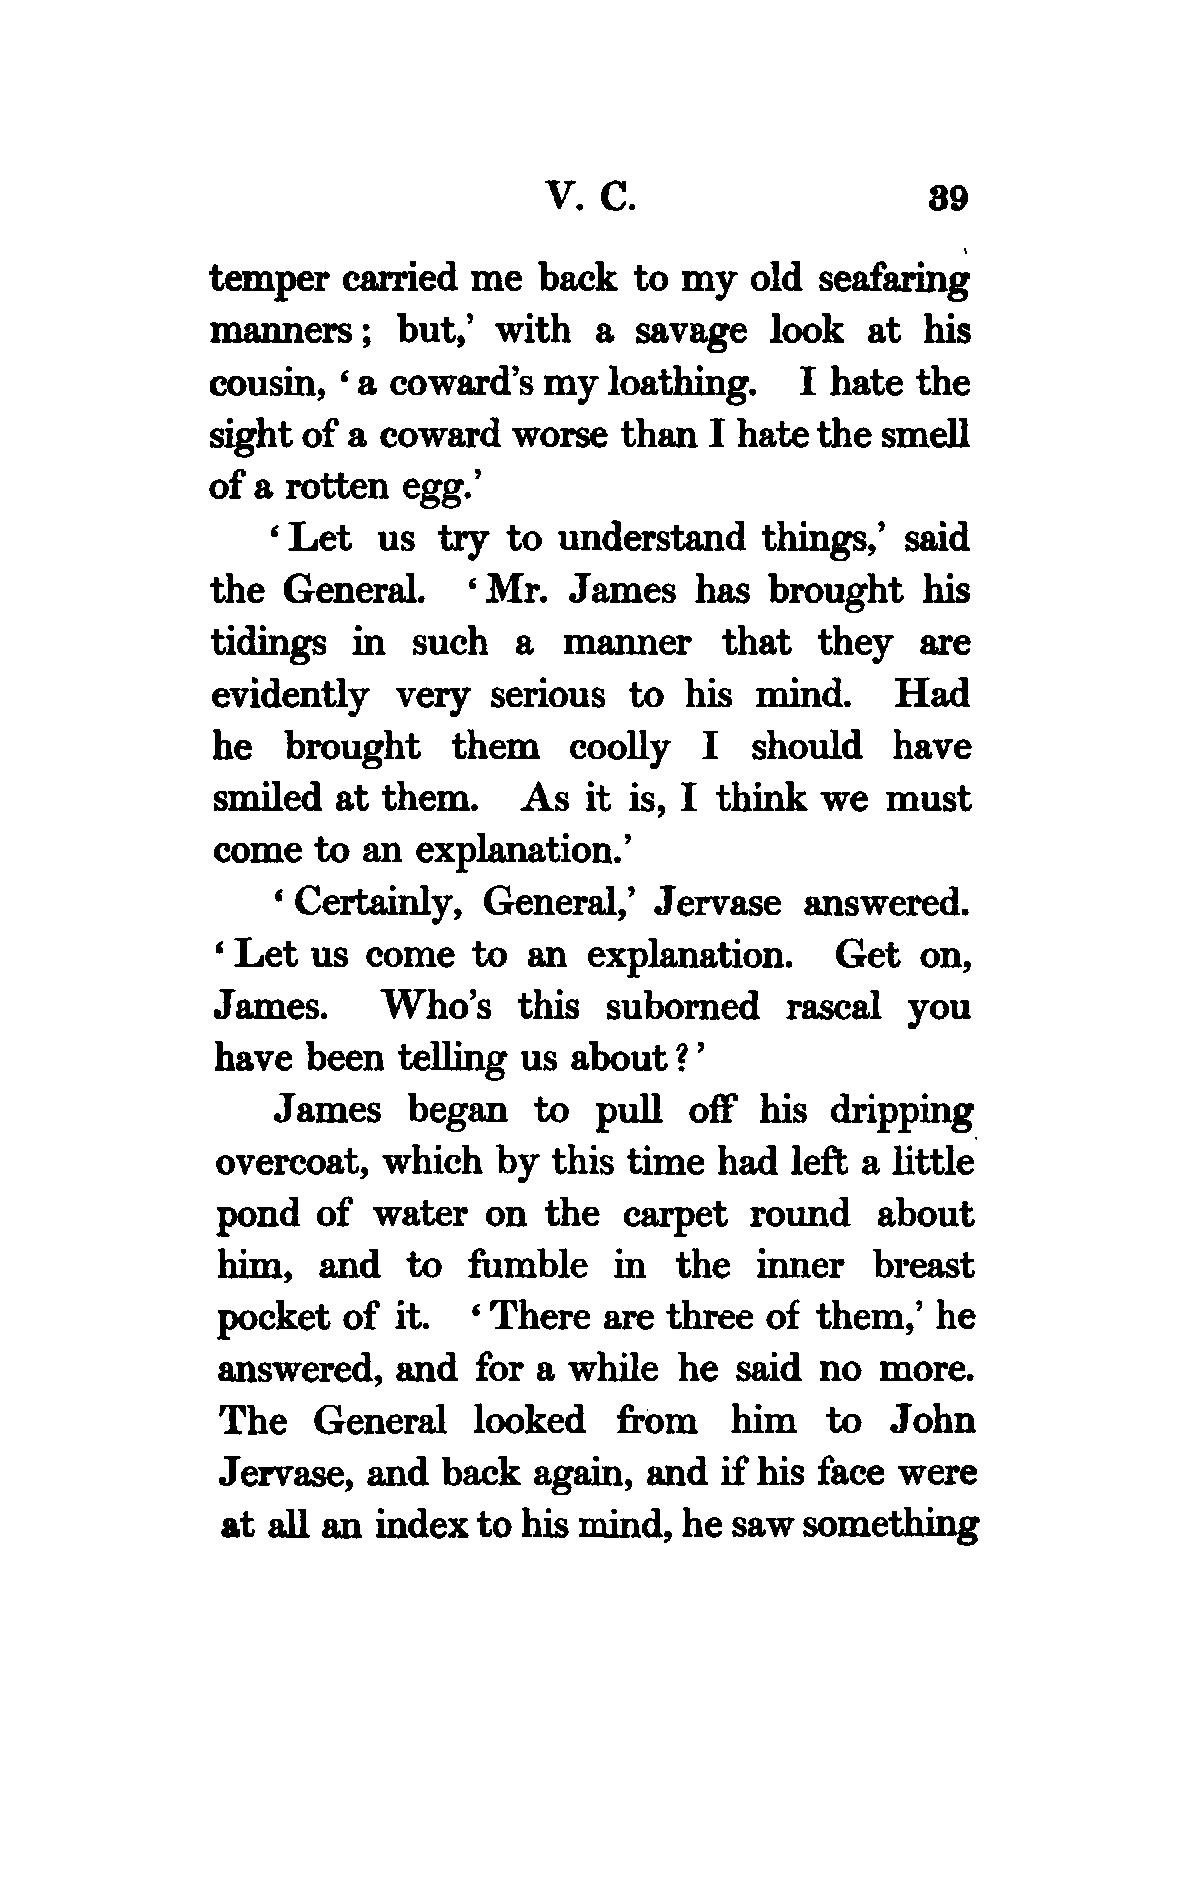 V. C. 39
temper carried me back to my old seafaring
manners; but,’ with a savage look at his
cousin, ‘a coward’s my loathing. I hate the
sight of a coward worse than I hate the smell
of a rotten egg.’
‘Let us try to understand things,’ said
the General. ‘Mr. James has brought his
tidings in such a manner that they are
evidently very serious to his mind. Had
he brought them coolly I should have
smiled at them. As it is, I think we must
come to an explanation.’
‘Certainly, General,’ Jervase answered.
‘Let us come to an explanation. Get on,
James. Who’s this suborned rascal you
have been telling us about?’
James began to pull off his dripping
overcoat, which by this time had left a little
pond of water on the carpet round about
him, and to fumble in the inner breast
pocket of it. ‘There are three of them,’ he
answered, and for a while he said no more.
The General looked from him to John
Jervase, and back again, and if his face were
at all an index to his mind, he saw something